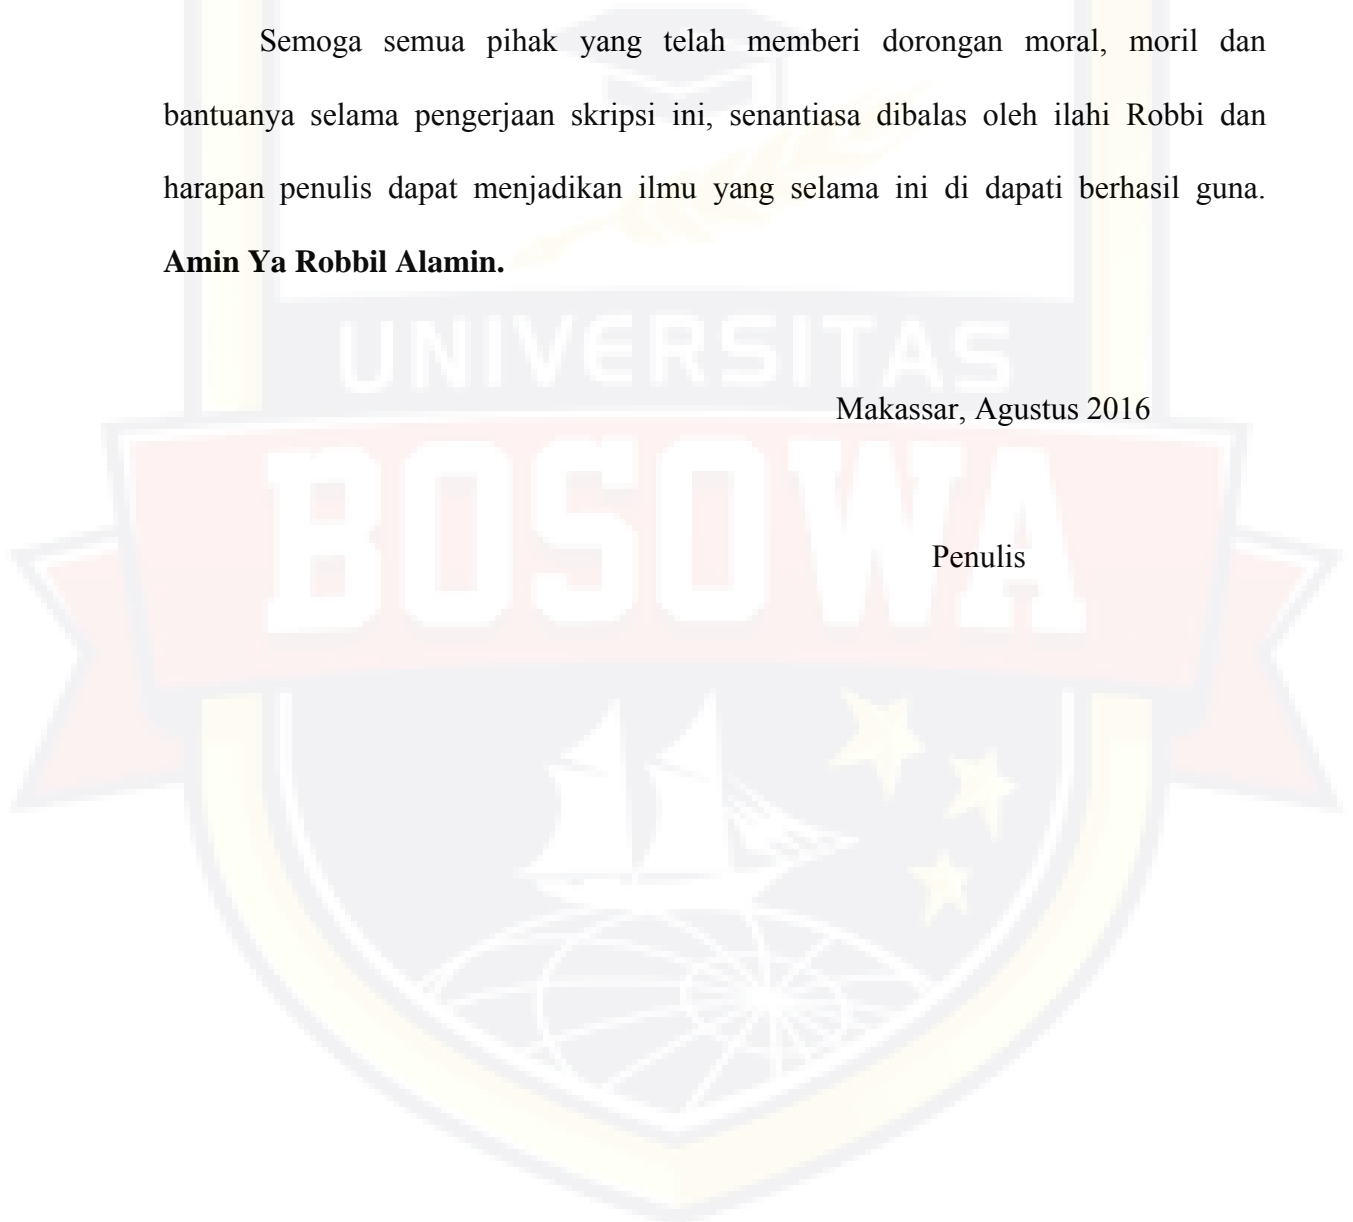 Semoga semua pihak yang telah memberi dorongan moral, moril dan
bantuanya selama pengerjaan skripsi ini, senantiasa dibalas oleh ilahi Robbi dan
harapan penulis dapat menjadikan ilmu yang selama ini di dapati berhasil guna.
Amin Ya Robbil Alamin.
UNIVERSITAS
Makassar, Agustus 2016
BOSOWA
Penulis